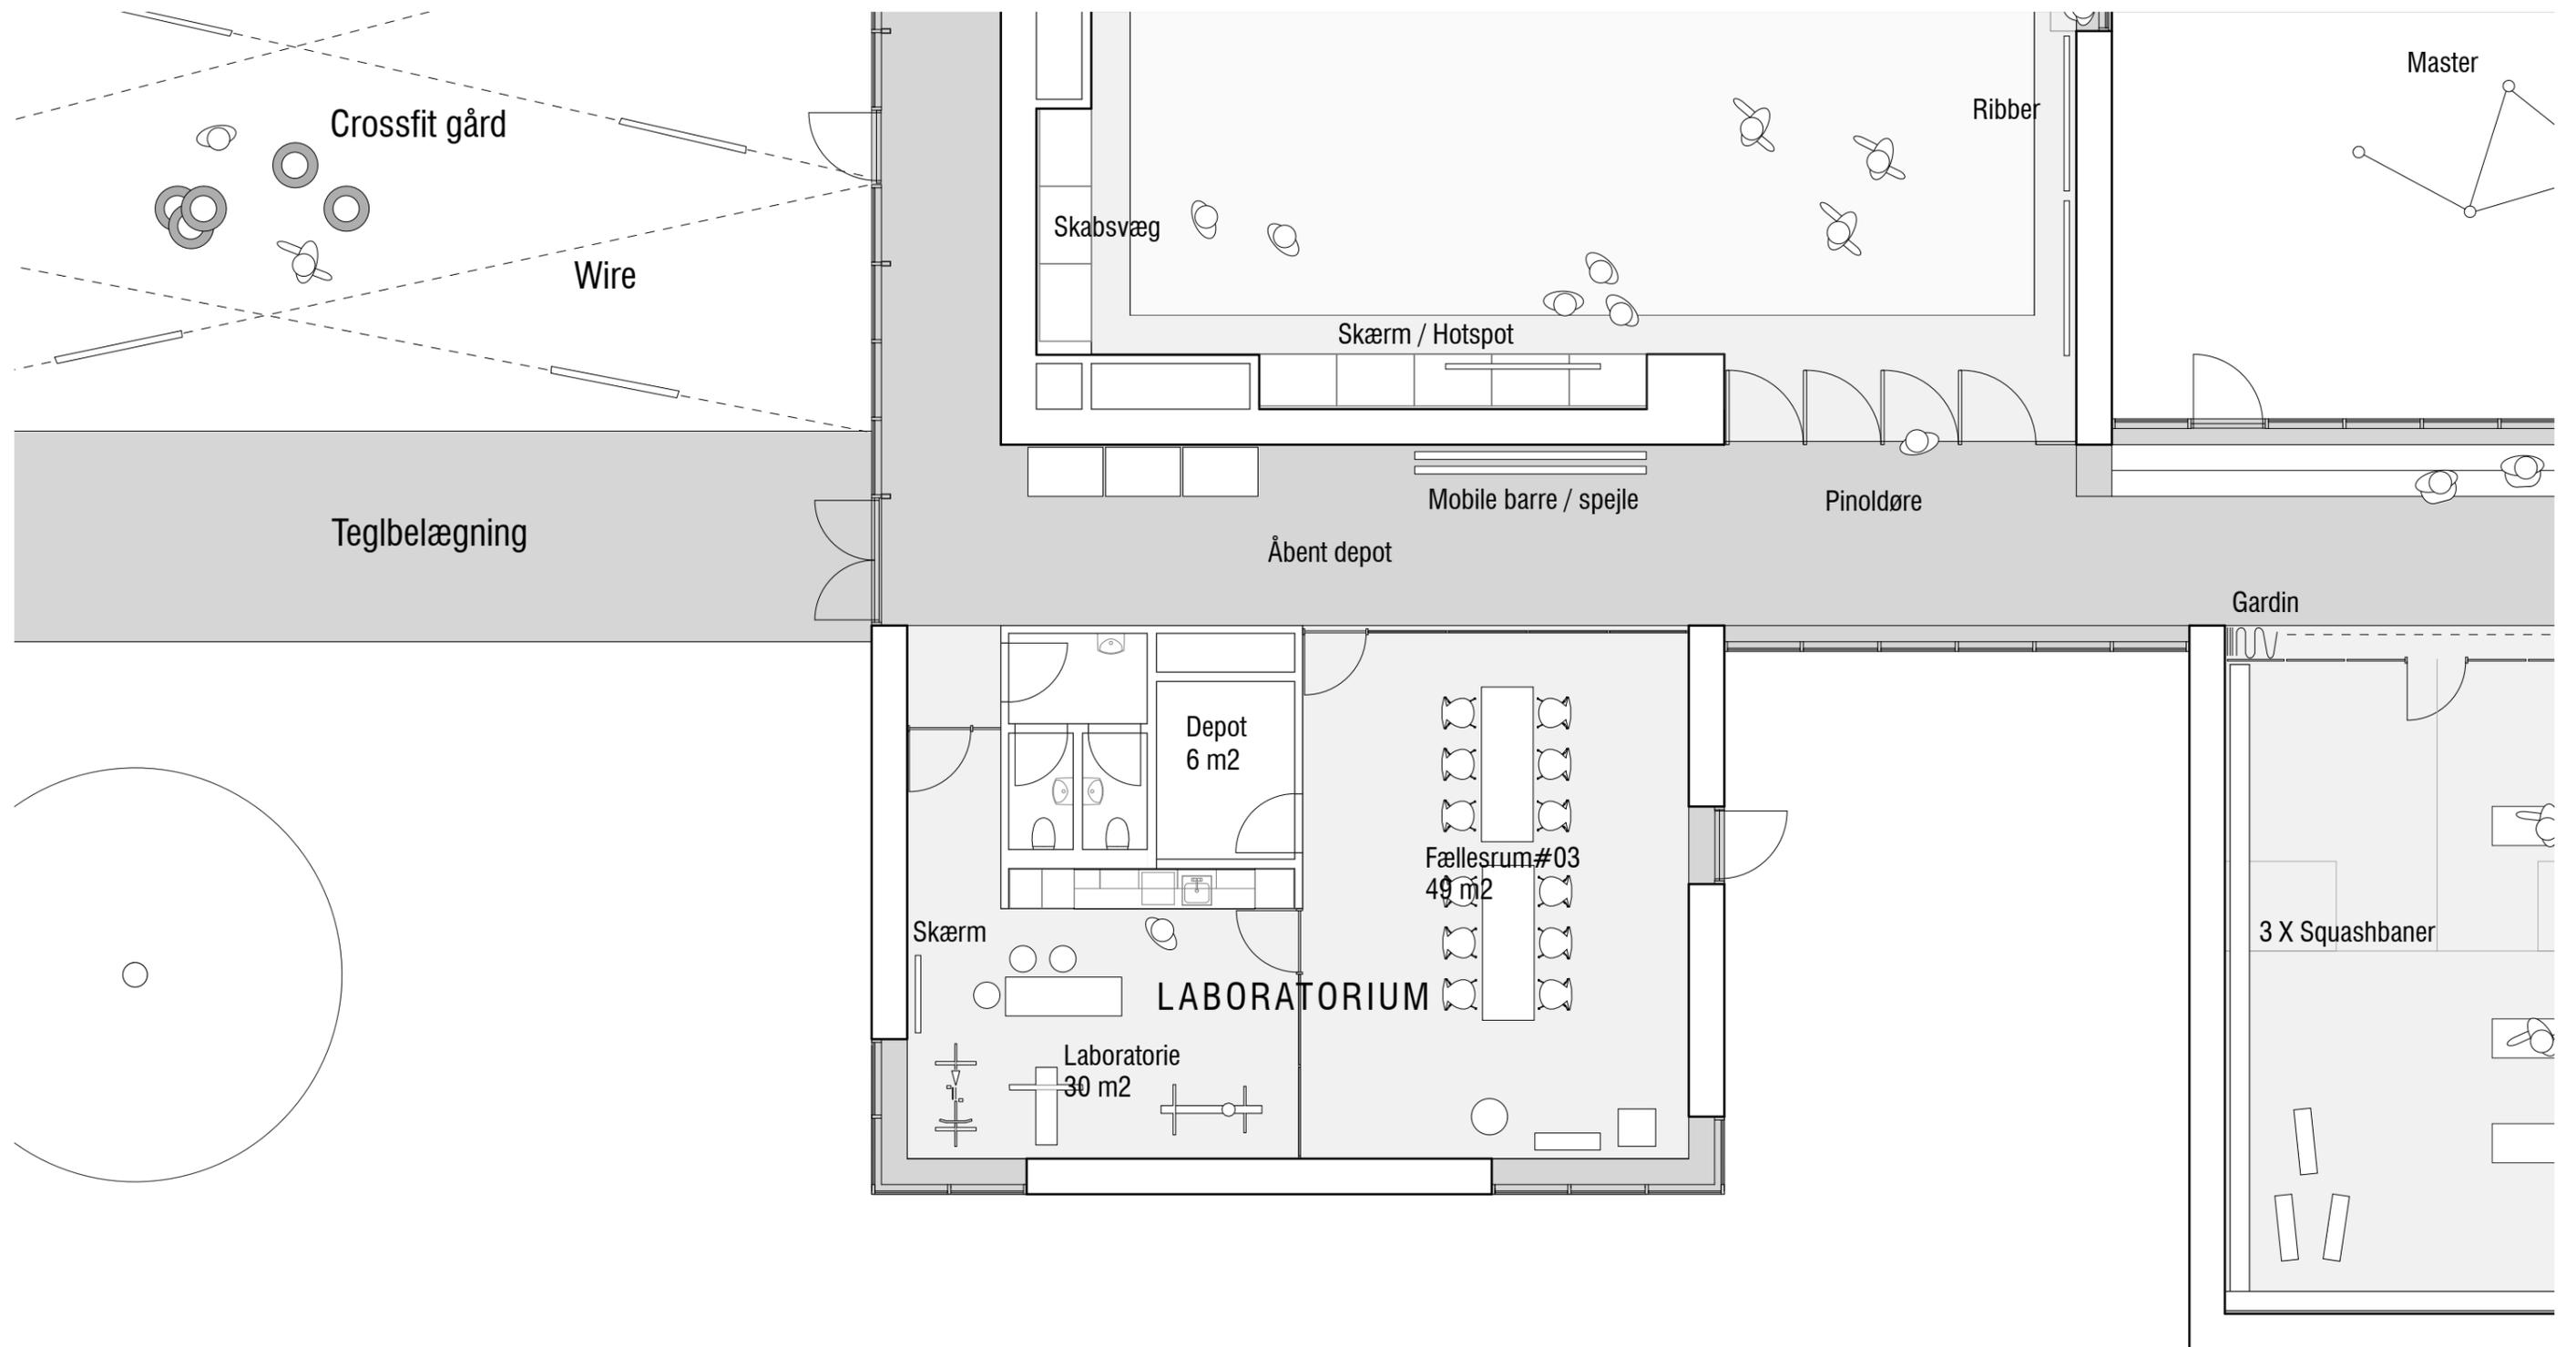 Master
Ribber
Crossfit gård
Skabsvæg
Wire
Skærm / Hotspot
Mobile barre / spejle
Pinoldøre
Teglbelægning
Åbent depot
Gardin
Depot
6 m2
Fællesrum#03
49 m2
Skærm
3 X Squashbaner
LABORATORIUM
Laboratorie
30 m2